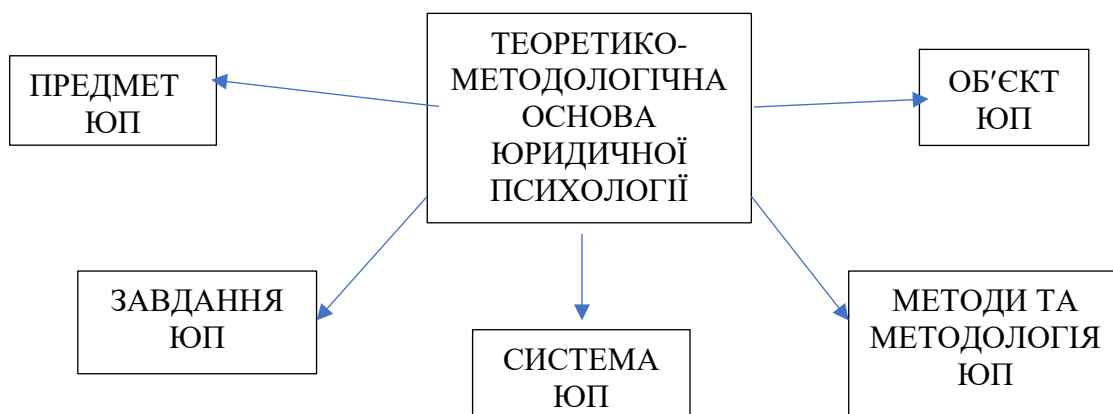 ТЕОРЕТИКО-
МЕТОДОЛОГІЧНА
ОСНОВА
ЮРИДИЧНОЇ
ПСИХОЛОГІЇ
ПРЕДМЕТ
ЮП
ОБ′ЄКТ
ЮП
ЗАВДАННЯ
ЮП
СИСТЕМА
ЮП
МЕТОДИ ТА
МЕТОДОЛОГІЯ
ЮП